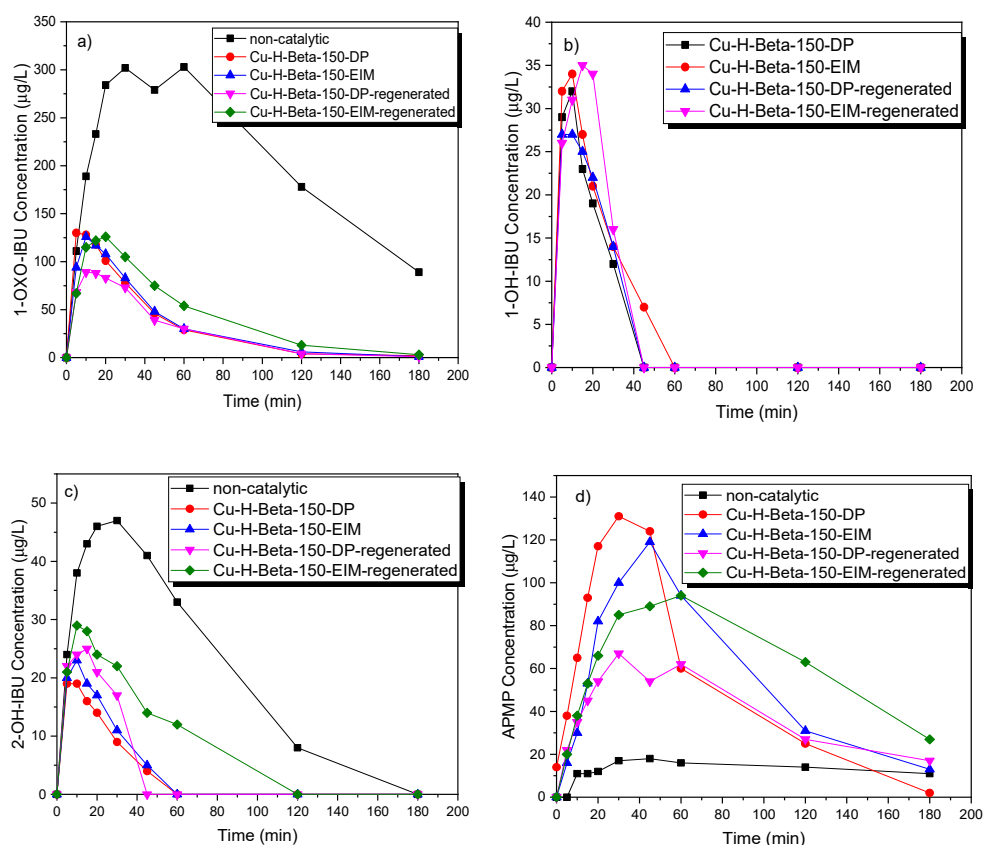 a)
non-catalytic
Cu-H-Beta-150-DP
Cu-H-Beta-150-EIM
Cu-H-Beta-150-DP-regenerated
Cu-H-Beta-150-EIM-regenerated
1-OXO-IBU Concentration (µg/L)
350
300
250
200
150
100
50
0
0 20 40 60 80 100 120 140 160 180 200
Time (min)
b)
Cu-H-Beta-150-DP
Cu-H-Beta-150-EIM
Cu-H-Beta-150-DP-regenerated
Cu-H-Beta-150-EIM-regenerated
1-OH-IBU Concentration (µg/L)
40
35
30
25
20
15
10
5
0
0 20 40 60 80 100 120 140 160 180 200
Time (min)
c)
non-catalytic
Cu-H-Beta-150-DP
Cu-H-Beta-150-EIM
Cu-H-Beta-150-DP-regenerated
Cu-H-Beta-150-EIM-regenerated
2-OH-IBU Concentration (µg/L)
50
40
30
20
10
0
0 20 40 60 80 100 120 140 160 180 200
Time (min)
d)
non-catalytic
Cu-H-Beta-150-DP
Cu-H-Beta-150-EIM
Cu-H-Beta-150-DP-regenerated
Cu-H-Beta-150-EIM-regenerated
APMP Concentration (µg/L)
140
120
100
80
60
40
20
0
0 20 40 60 80 100 120 140 160 180 200
Time (min)